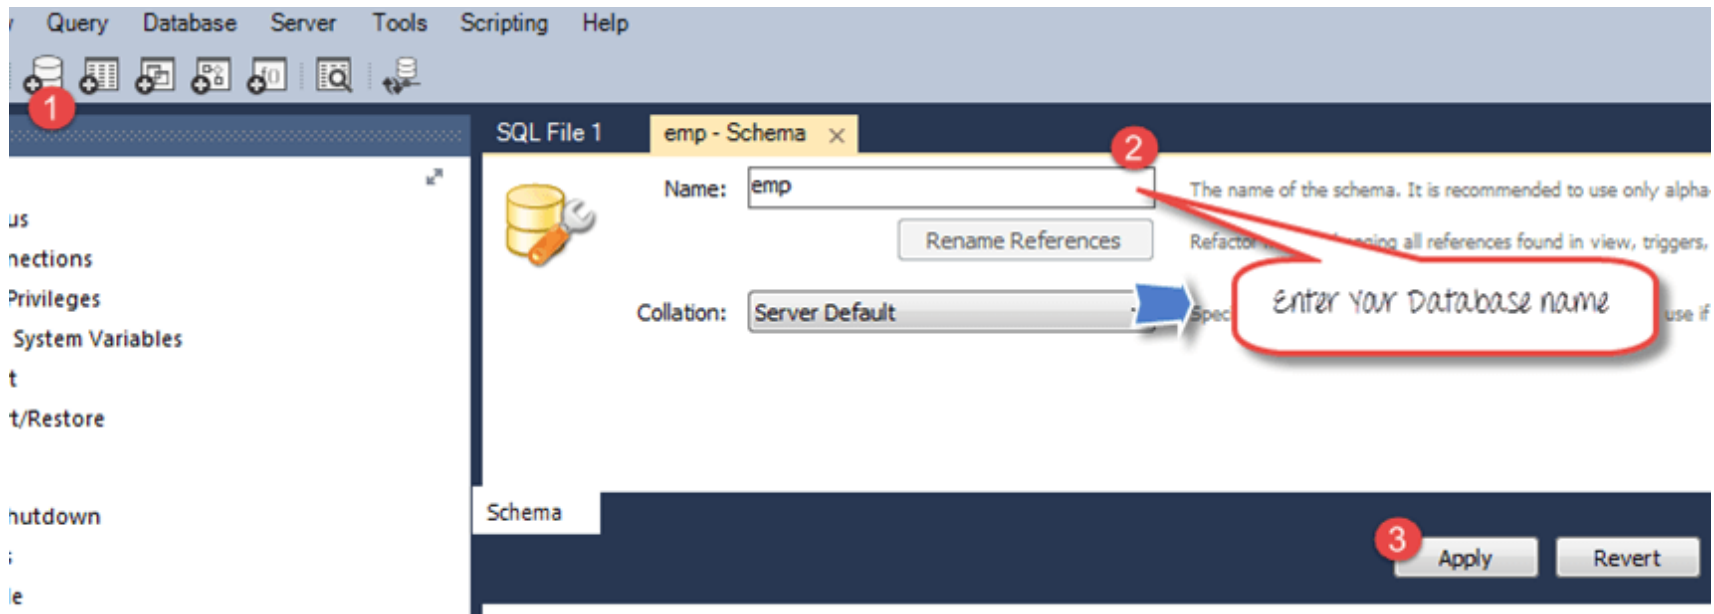 Query Database Server Tools Scripting Help
1
SQL File 1
emp - Schema
2
Name: emp
The name of the schema. It is recommended to use only alpha-
Rename References
Refactor all references found in view, triggers,
Collation: Server Default
Enter your Database name
use if
us
nections
Privileges
System Variables
t
t/Restore
hutdown
s
le
Schema
3
Apply
Revert